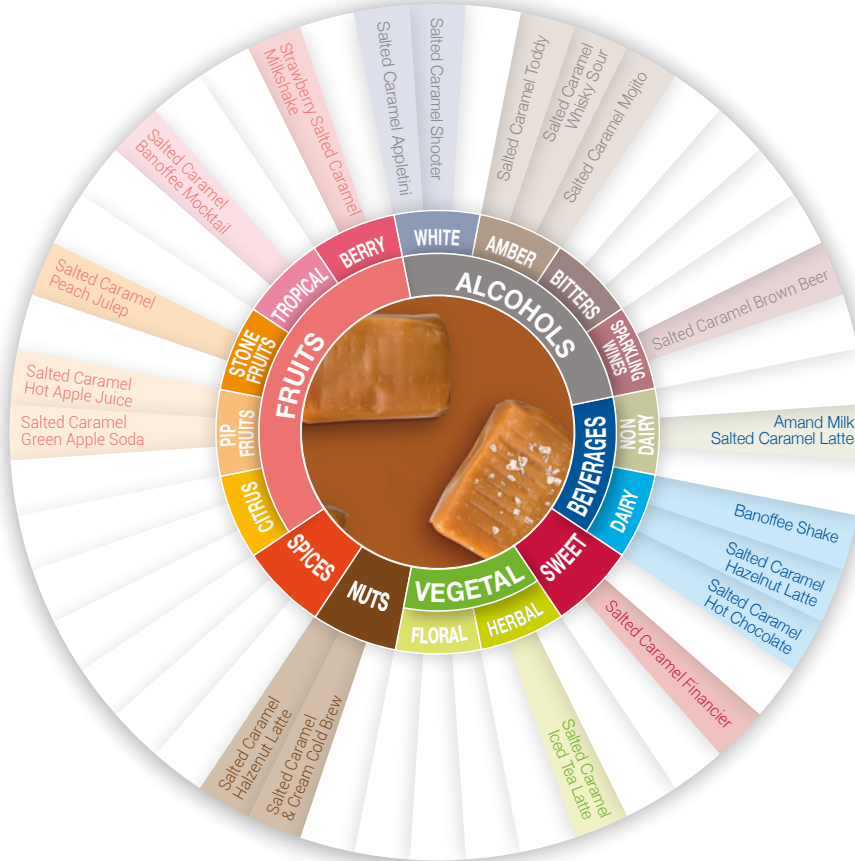 ALCOHOLS
WHITE
Salted Caramel Appletini
Salted Caramel Shooter
AMBER
Salted Caramel Toddy
Salted Caramel
Whisky Sour
Salted Caramel Mojito
BITTERS
SPARKLING
WINES
Salted Caramel Brown Beer
BEVERAGES
NON
DAIRY
Amand Milk
Salted Caramel Latte
DAIRY
Banoffee Shake
Salted Caramel
Hazelnut Latte
Salted Caramel
Hot Chocolate
SWEET
Salted Caramel Financier
VEGETAL
HERBAL
Salted Caramel
Iced Tea Latte
FLORAL
NUTS
Salted Caramel
& Cream Cold Brew
Salted Caramel
Halzenut Latte
SPICES
FRUITS
CITRUS
PIP
FRUITS
Salted Caramel
Green Apple Soda
Salted Caramel
Hot Apple Juice
STONE
FRUITS
Salted Caramel
Peach Julep
TROPICAL
Salted Caramel
Banoffee Mocktail
BERRY
Strawberry Salted Caramel
Milkshake